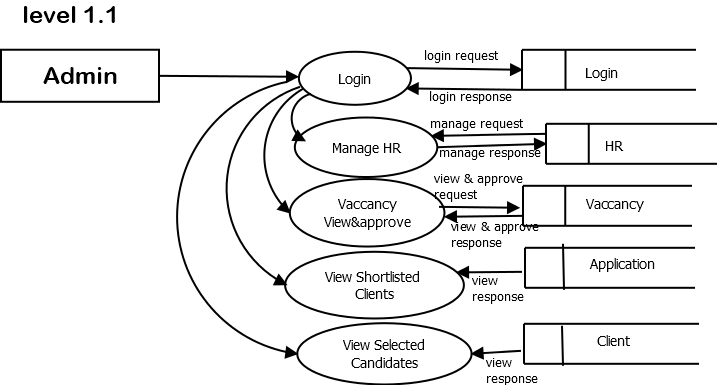 level 1.1
Admin
Login
login request
login response
Login
Manage HR
manage request
manage response
HR
Vaccancy
View&approve
view & approve
request
view & approve
response
Vaccancy
View Shortlisted
Clients
view
response
Application
View Selected
Candidates
view
response
Client